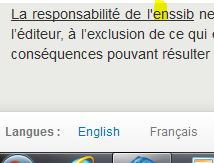 La responsabilité de l'enssib ne
l'éditeur, à l'exclusion de ce qui
conséquences pouvant résulter
Langues : English Français